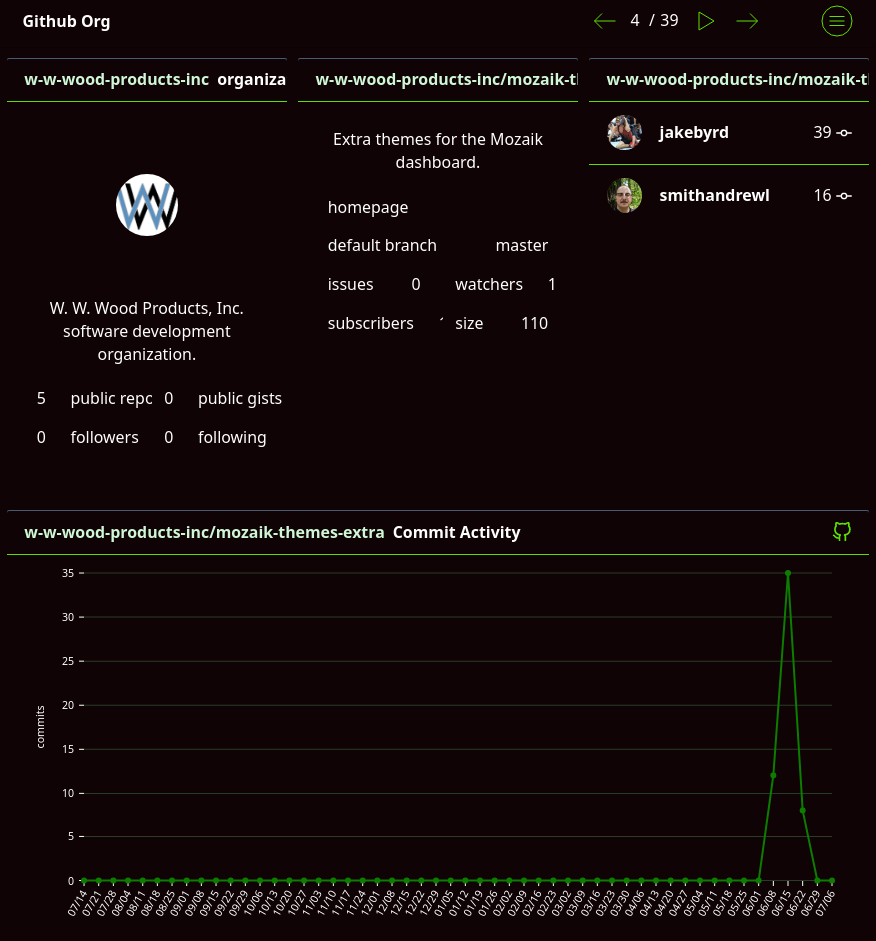 Github Org
4 / 39
w-w-wood-products-inc organiza
W. W. Wood Products, Inc.
software development
organization.
5 public repo 0 public gists
0 followers 0 following
w-w-wood-products-inc/mozaik-t
Extra themes for the Mozaik
dashboard.
homepage
default branch master
issues 0 watchers 1
subscribers size 110
w-w-wood-products-inc/mozaik-t
jakebyrd 39
smithandrewl 16
w-w-wood-products-inc/mozaik-themes-extra Commit Activity
commits
35
30
25
20
15
10
5
0
07/14 07/21 07/28 08/04 08/11 08/18 08/25 09/01 09/08 09/15 09/22 09/29 10/06 10/13 10/20 10/27 11/03 11/10 11/17 11/24 12/01 12/08 12/15 12/22 12/29 01/05 01/12 01/19 01/26 02/02 02/09 02/16 02/23 03/02 03/09 03/16 03/23 03/30 04/06 04/13 04/20 04/27 05/04 05/11 05/18 05/25 06/01 06/08 06/15 06/22 06/29 07/06